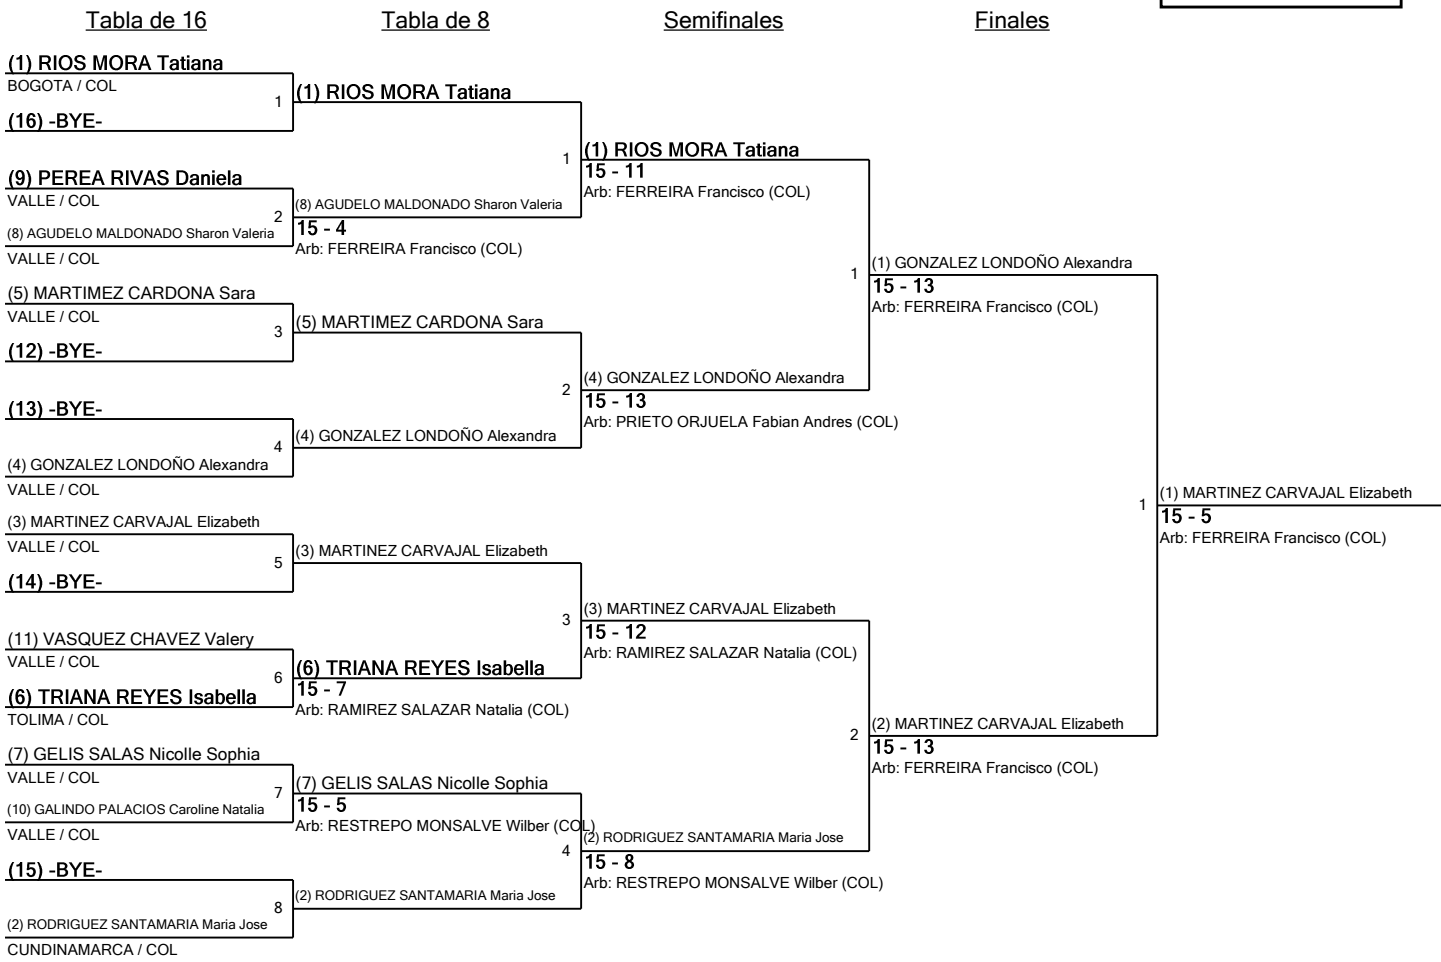 Tabla de 16
Tabla de 8
Semifinales
Finales
(1) RIOS MORA Tatiana
BOGOTA / COL
1
(16) -BYE-
(9) PEREA RIVAS Daniela
VALLE / COL
2
(8) AGUDELO MALDONADO Sharon Valeria
VALLE / COL
(5) MARTIMEZ CARDONA Sara
VALLE / COL
3
(12) -BYE-
(13) -BYE-
4
(4) GONZALEZ LONDOÑO Alexandra
VALLE / COL
(3) MARTINEZ CARVAJAL Elizabeth
VALLE / COL
5
(14) -BYE-
(11) VASQUEZ CHAVEZ Valery
VALLE / COL
6
(6) TRIANA REYES Isabella
TOLIMA / COL
(7) GELIS SALAS Nicolle Sophia
VALLE / COL
7
(10) GALINDO PALACIOS Caroline Natalia
VALLE / COL
(15) -BYE-
8
(2) RODRIGUEZ SANTAMARIA Maria Jose
CUNDINAMARCA / COL
(1) RIOS MORA Tatiana
1
(8) AGUDELO MALDONADO Sharon Valeria
15 - 4
Arb: FERREIRA Francisco (COL)
(5) MARTIMEZ CARDONA Sara
2
(4) GONZALEZ LONDOÑO Alexandra
(3) MARTINEZ CARVAJAL Elizabeth
3
(6) TRIANA REYES Isabella
15 - 7
Arb: RAMIREZ SALAZAR Natalia (COL)
(7) GELIS SALAS Nicolle Sophia
15 - 5
Arb: RESTREPO MONSALVE Wilber (COL)
4
(2) RODRIGUEZ SANTAMARIA Maria Jose
(1) RIOS MORA Tatiana
15 - 11
Arb: FERREIRA Francisco (COL)
1
(4) GONZALEZ LONDOÑO Alexandra
15 - 13
Arb: PRIETO ORJUELA Fabian Andres (COL)
(3) MARTINEZ CARVAJAL Elizabeth
15 - 12
Arb: RAMIREZ SALAZAR Natalia (COL)
2
(2) RODRIGUEZ SANTAMARIA Maria Jose
15 - 8
Arb: RESTREPO MONSALVE Wilber (COL)
(1) GONZALEZ LONDOÑO Alexandra
15 - 13
Arb: FERREIRA Francisco (COL)
1
(2) MARTINEZ CARVAJAL Elizabeth
15 - 13
Arb: FERREIRA Francisco (COL)
(1) MARTINEZ CARVAJAL Elizabeth
15 - 5
Arb: FERREIRA Francisco (COL)